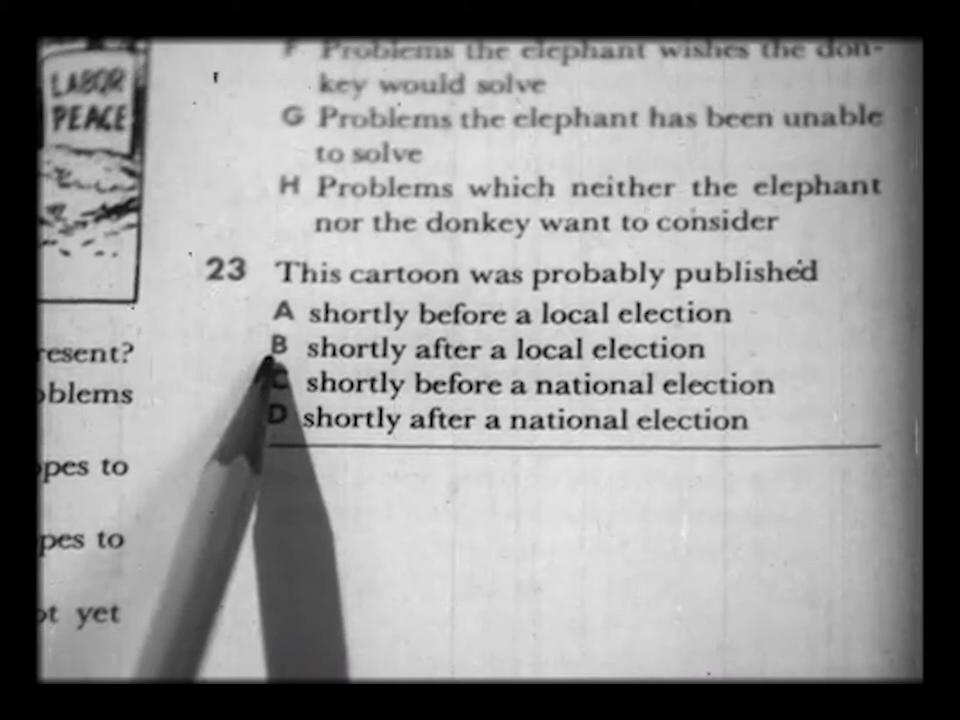 LABOR
PEACE
resent?
oblems
opes to
pes to
ot yet
F Problems the elephant wishes the don-
key would solve
G Problems the elephant has been unable
to solve
H Problems which neither the elephant
nor the donkey want to consider
23 This cartoon was probably published
A shortly before a local election
B shortly after a local election
C shortly before a national election
D shortly after a national election